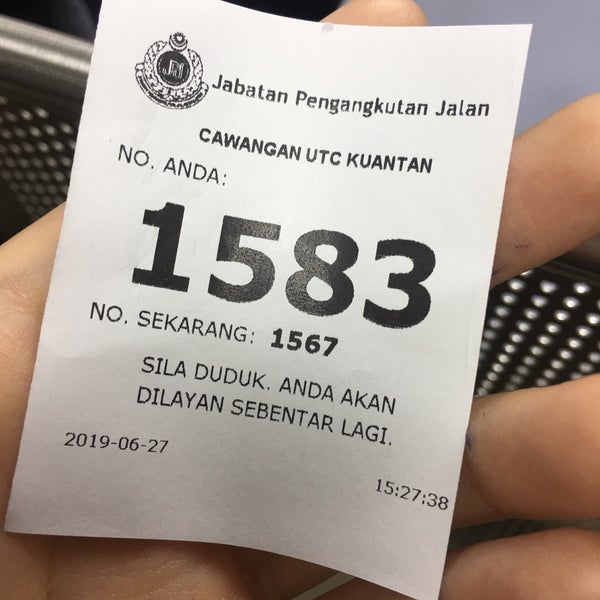 Jabatan Pengangkutan Jalan
CAWANGAN UTC KUANTAN
NO. ANDA:
1583
NO. SEKARANG: 1567
SILA DUDUK. ANDA AKAN
DILAYAN SEBENTAR LAGI.
2019-06-27
15:27:38